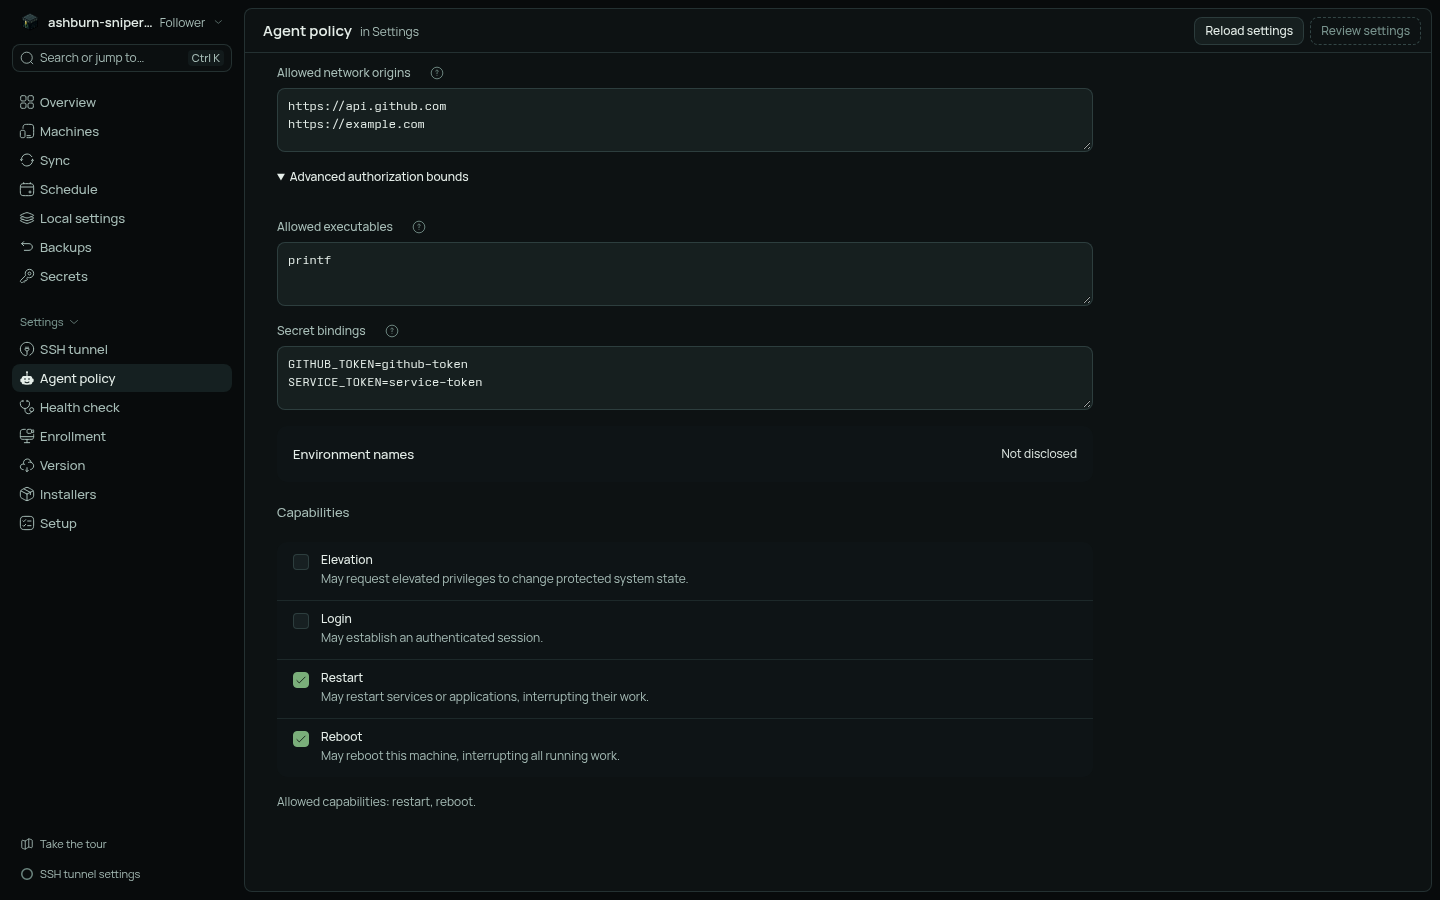 ashburn-sniper... Follower
Search or jump to... Ctrl K
Overview
Machines
Sync
Schedule
Local settings
Backups
Secrets
Settings
SSH tunnel
Agent policy
Health check
Enrollment
Version
Installers
Setup
Take the tour
SSH tunnel settings
Agent policy in Settings
Reload settings
Review settings
Allowed network origins ?
https://api.github.com
https://example.com
▼ Advanced authorization bounds
Allowed executables ?
printf
Secret bindings ?
GITHUB_TOKEN=github-token
SERVICE_TOKEN=service-token
Environment names Not disclosed
Capabilities
Elevation
May request elevated privileges to change protected system state.
Login
May establish an authenticated session.
Restart
May restart services or applications, interrupting their work.
Reboot
May reboot this machine, interrupting all running work.
Allowed capabilities: restart, reboot.